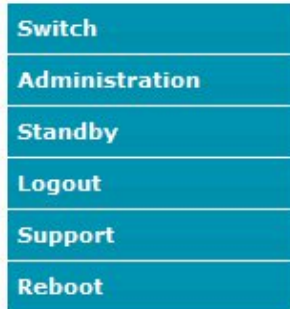 Switch
Administration
Standby
Logout
Support
Reboot